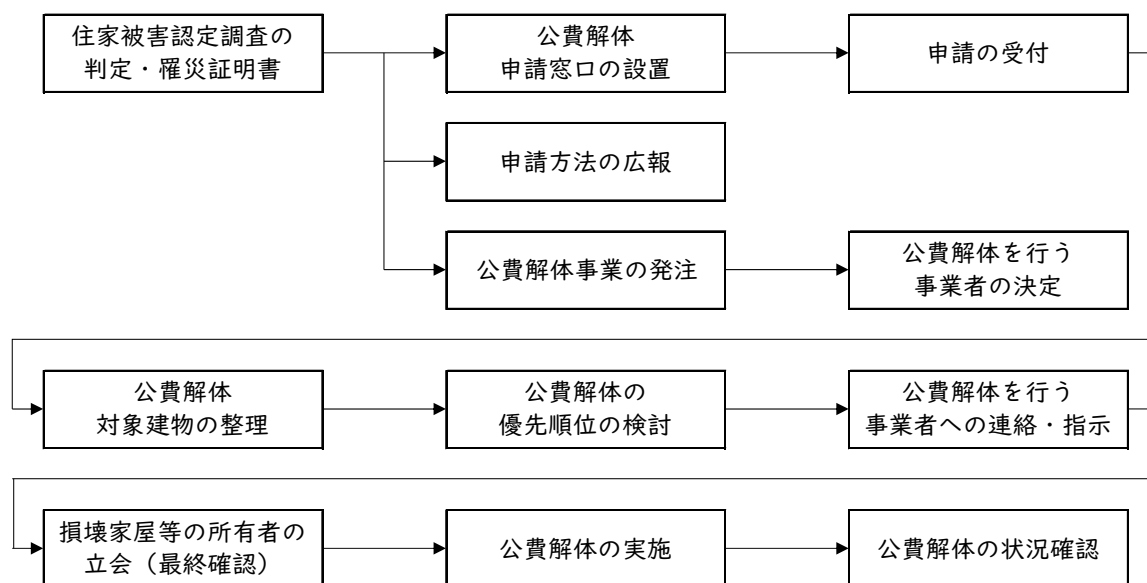 住家被害認定調査の
判定・罹災証明書
公費解体
申請窓口の設置
申請の受付
申請方法の広報
公費解体事業の発注
公費解体を行う
事業者の決定
公費解体
対象建物の整理
公費解体の
優先順位の検討
公費解体を行う
事業者への連絡・指示
損壊家屋等の所有者の
立会（最終確認）
公費解体の実施
公費解体の状況確認